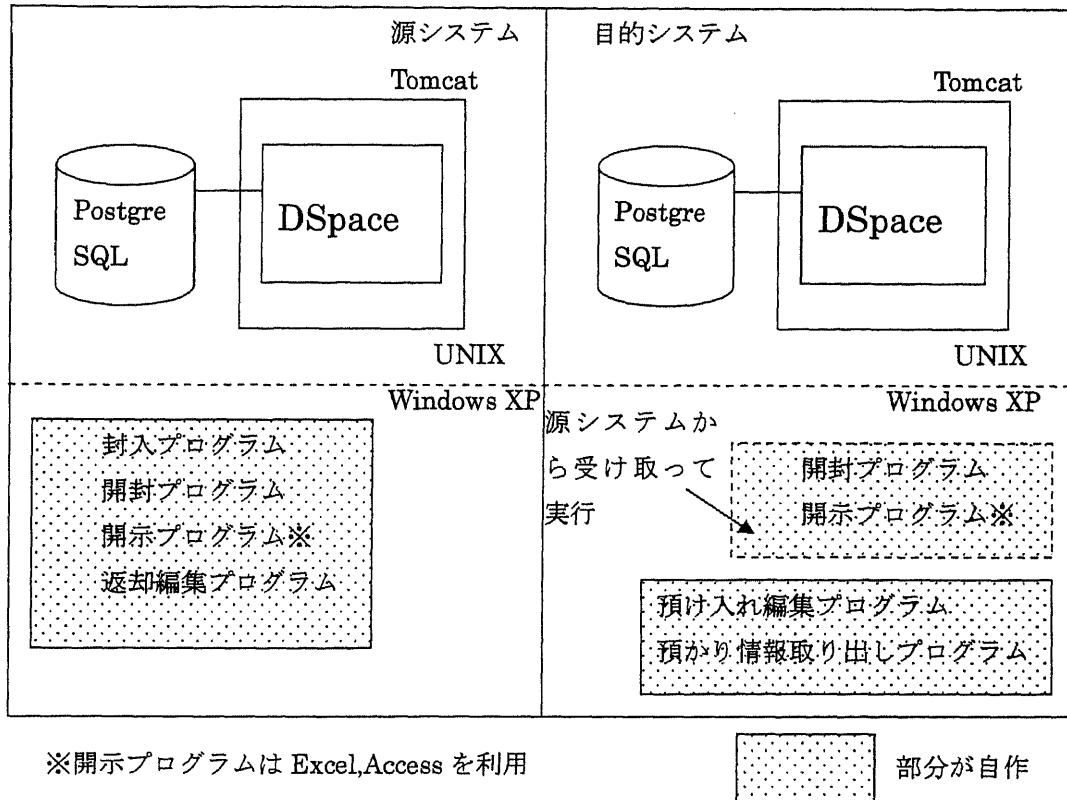 源システム
Tomcat
Postgre
SQL
DSpace
UNIX
目的システム
Tomcat
Postgre
SQL
DSpace
UNIX
Windows XP
封入プログラム
開封プログラム
開示プログラム※
返却編集プログラム
Windows XP
源システムか
ら受け取って
実行
開封プログラム
開示プログラム※
預け入れ編集プログラム
預かり情報取り出しプログラム
※開示プログラムは Excel,Access を利用
部分が自作